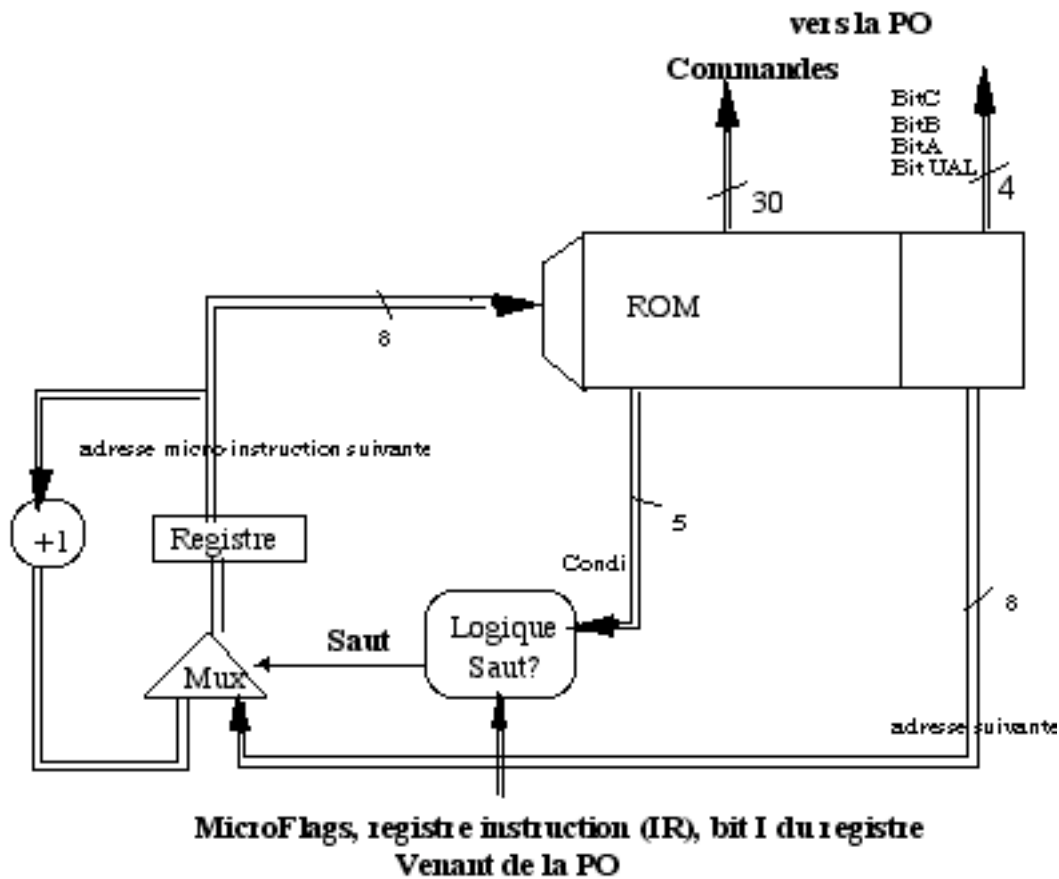 vers la PO
Commandes
BitC
BitB
BitA
Bit UAL
30
4
ROM
8
adresse micro instruction suivante
+1
Registre
5
Condi
8
Logique
Saut?
Saut
Mux
adresse suivante
MicroFlags, registre instruction (IR), bit I du registre
Venant de la PO